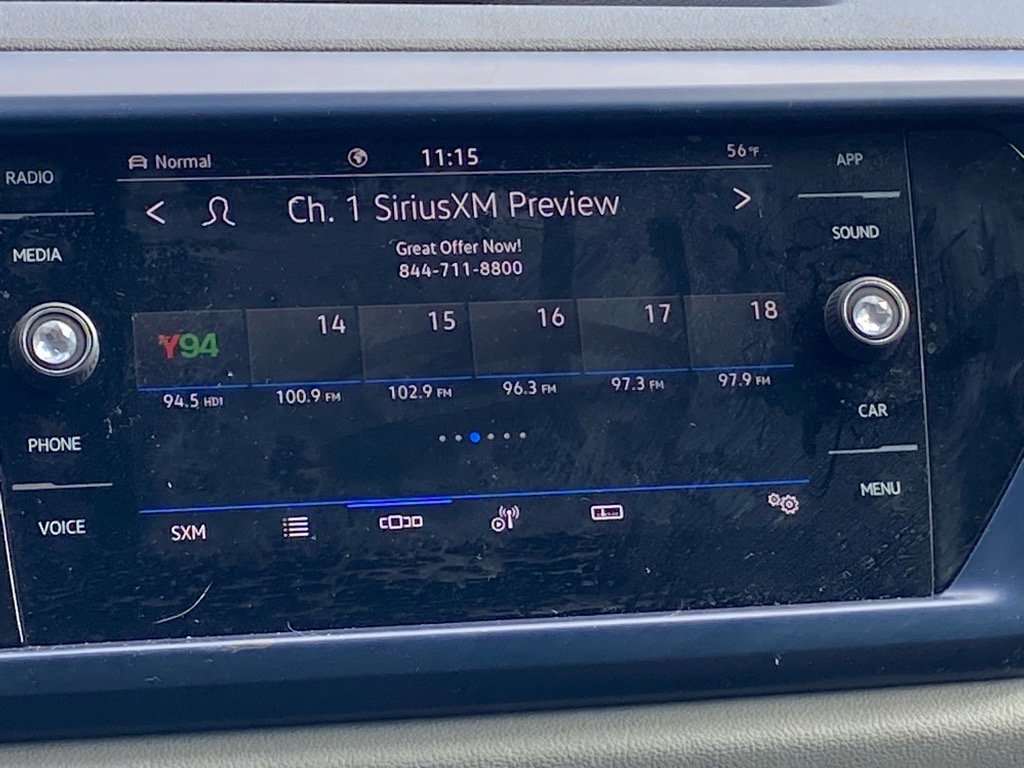 RADIO
MEDIA
PHONE
VOICE
Normal
11:15
56°F
Ch. 1 SiriusXM Preview
Great Offer Now!
844-711-8800
Y94
14
15
16
17
18
94.5 HD1
100.9 FM
102.9 FM
96.3 FM
97.3 FM
97.9 FM
SXM
APP
SOUND
CAR
MENU